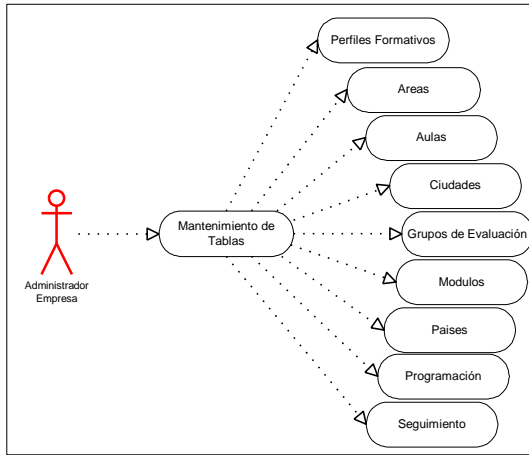 Perfiles Formativos
Areas
Aulas
Ciudades
Mantenimiento de
Tablas
Grupos de Evaluación
Administrador
Empresa
Modulos
Paises
Programación
Seguimiento